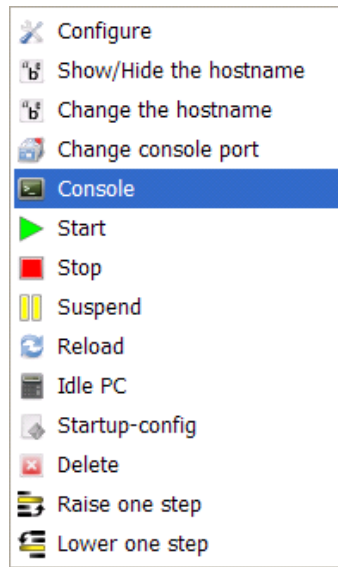 Configure
Show/Hide the hostname
Change the hostname
Change console port
Console
Start
Stop
Suspend
Reload
Idle PC
Startup-config
Delete
Raise one step
Lower one step